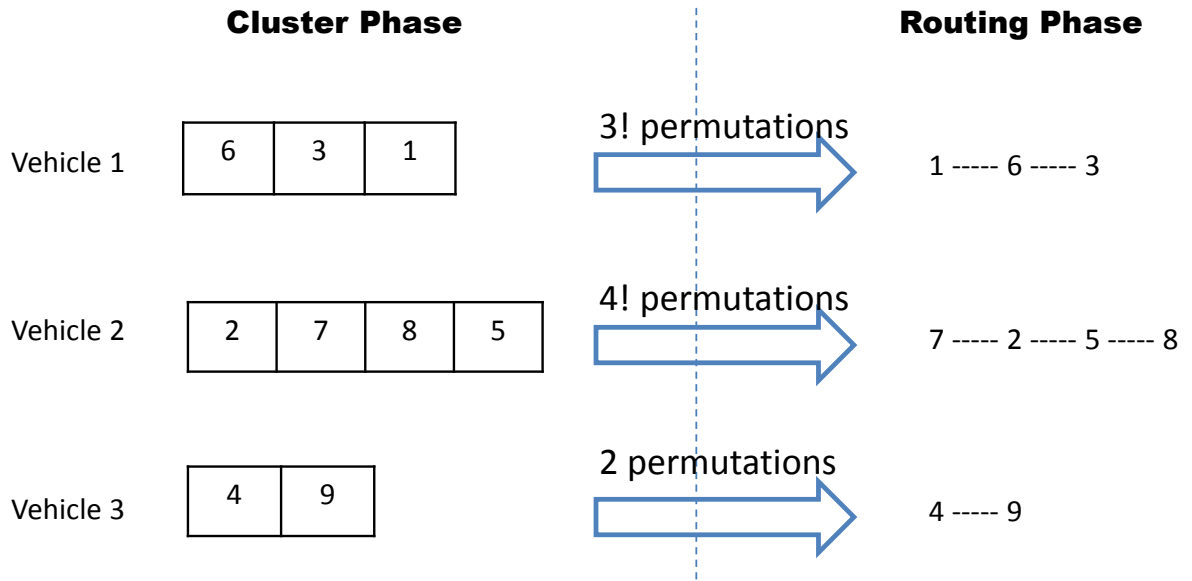 Cluster Phase
Routing Phase
Vehicle 1
6 3 1
3! permutations
1 ----- 6 ----- 3
Vehicle 2
2 7 8 5
4! permutations
7 ----- 2 ----- 5 ----- 8
Vehicle 3
4 9
2 permutations
4 ----- 9